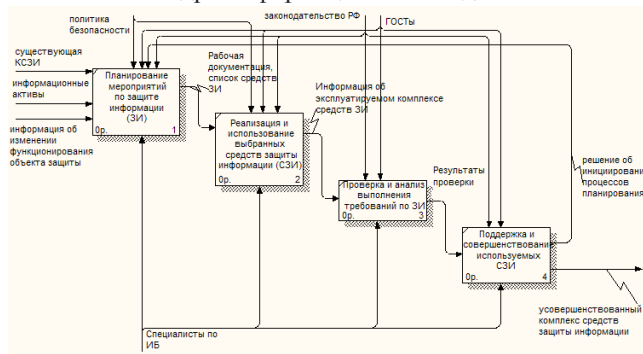 политика
безопасности
законодательство РФ
ГОСТы
существующая
КСЗИ
информационные
активы
информация об
изменении
функционирования
объекта защиты
Планирование
мероприятий
по защите
информации
(ЗИ)
0р. 1
Рабочая
документация,
список средств
ЗИ
Реализация и
использование
выбранных
средств защиты
информации (СЗИ)
0р. 2
Информация об
эксплуатируемом комплексе
средств ЗИ
Проверка и анализ
выполнения
требований по ЗИ
0р. 3
Результаты
проверки
Поддержка и
совершенствование
используемых
СЗИ
0р. 4
решение об
инициировани
процессов
планирования
усовершенствованный
комплекс средств
защиты информации
Специалисты по
ИБ